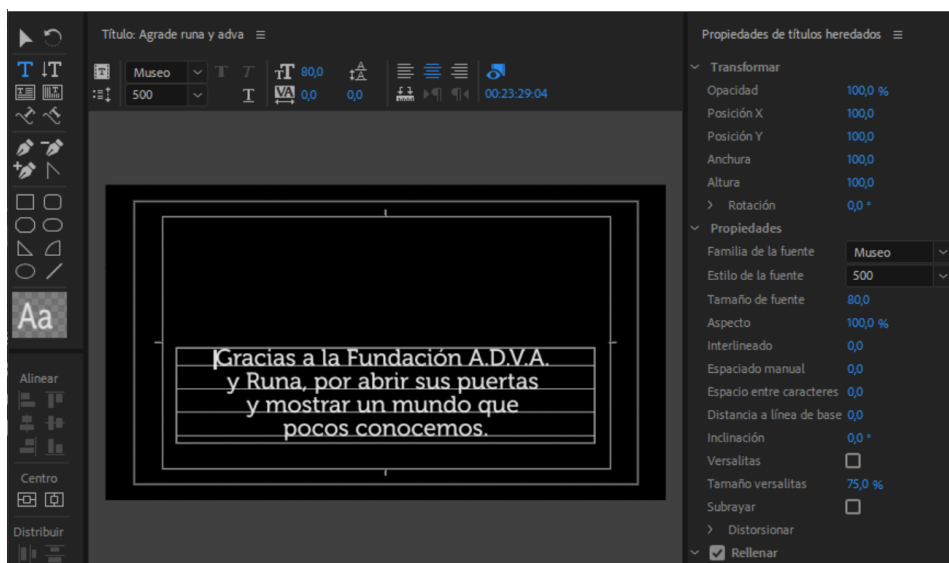 Título: Agrade runa y adva
Museo
T T
T 80,0
500
T
VA 0,0
0,0
00:23:29:04
T T
Aa
Alinear
Centro
Distribuir
Gracias a la Fundación A.D.V.A.
y Runa, por abrir sus puertas
y mostrar un mundo que
pocos conocemos.
Propiedades de títulos heredados
Transformar
Opacidad 100,0 %
Posición X 100,0
Posición Y 100,0
Anchura 100,0
Altura 100,0
Rotación 0,0 °
Propiedades
Familia de la fuente Museo
Estilo de la fuente 500
Tamaño de fuente 80,0
Aspecto 100,0 %
Interlineado 0,0
Espaciado manual 0,0
Espacio entre caracteres 0,0
Distancia a línea de base 0,0
Inclinación 0,0 °
Versalitas
Tamaño versalitas 75,0 %
Subrayar
Distorsionar
Rellenar